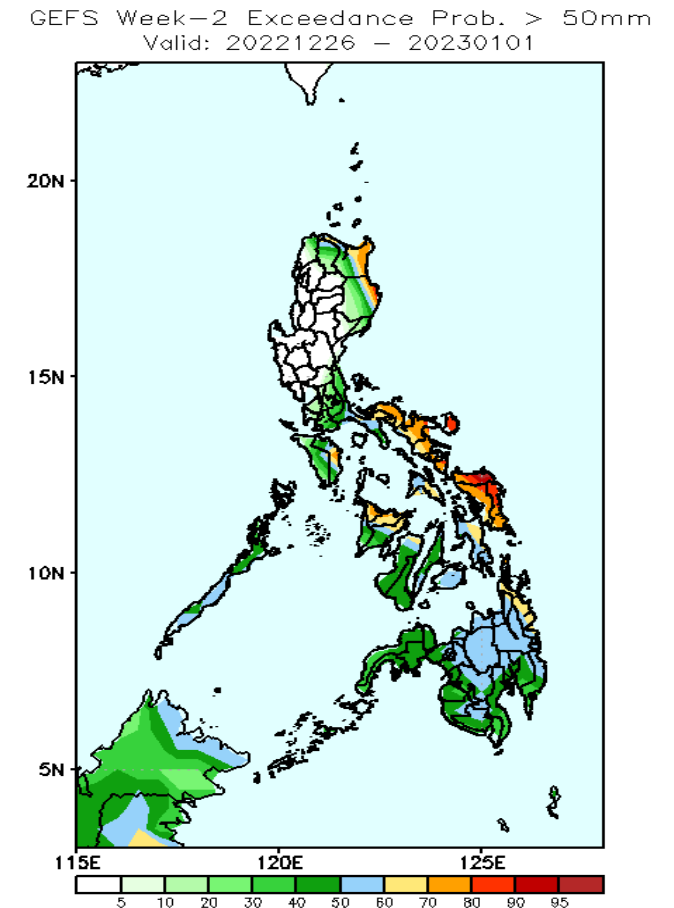 GEFS Week-2 Exceedance Prob. > 50mm
Valid: 20221226 - 20230101
20N
15N
10N
5N
115E 120E 125E
5 10 20 30 40 50 60 70 80 90 95